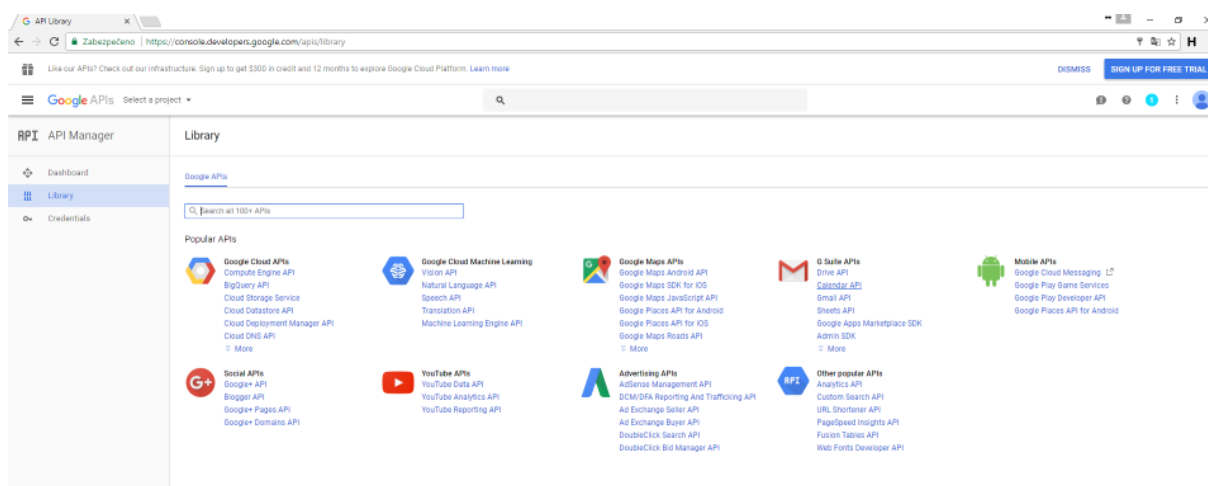 API Library
Zabezpečeno https://console.developers.google.com/apis/library
Like our APIs? Check out our infrastructure. Sign up to get $300 in credit and 12 months to explore Google Cloud Platform. Learn more
DISMISS
SIGN UP FOR FREE TRIAL
Google APIs Select a project
1
API API Manager
Dashboard
Library
Credentials
Library
Google APIs
Search all 100+ APIs
Popular APIs
Google Cloud APIs
Compute Engine API
BigQuery API
Cloud Storage Service
Cloud Datastore API
Cloud Deployment Manager API
Cloud DNS API
More
Google Cloud Machine Learning
Vision API
Natural Language API
Speech API
Translation API
Machine Learning Engine API
Google Maps APIs
Google Maps Android API
Google Maps SDK for iOS
Google Maps JavaScript API
Google Places API for Android
Google Places API for iOS
Google Maps Roads API
More
G Suite APIs
Drive API
Calendar API
Gmail API
Sheets API
Google Apps Marketplace SDK
Admin SDK
More
Mobile APIs
Google Cloud Messaging
Google Play Game Services
Google Play Developer API
Google Places API for Android
G+
Social APIs
Google+ API
Blogger API
Google+ Pages API
Google+ Domains API
YouTube APIs
YouTube Data API
YouTube Analytics API
YouTube Reporting API
Advertising APIs
AdSense Management API
DCM/DFA Reporting And Trafficking API
Ad Exchange Seller API
Ad Exchange Buyer API
DoubleClick Search API
DoubleClick Bid Manager API
API
Other popular APIs
Analytics API
Custom Search API
URL Shortener API
PageSpeed Insights API
Fusion Tables API
Web Fonts Developer API